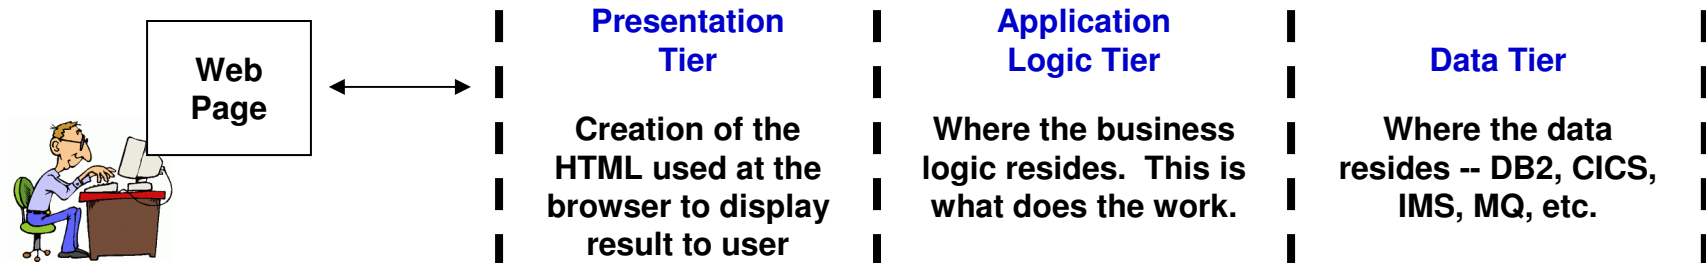 Web
Page
Presentation
Tier
Creation of the
HTML used at the
browser to display
result to user
Application
Logic Tier
Where the business
logic resides.  This is
what does the work.
Data Tier
Where the data
resides -- DB2, CICS,
IMS, MQ, etc.